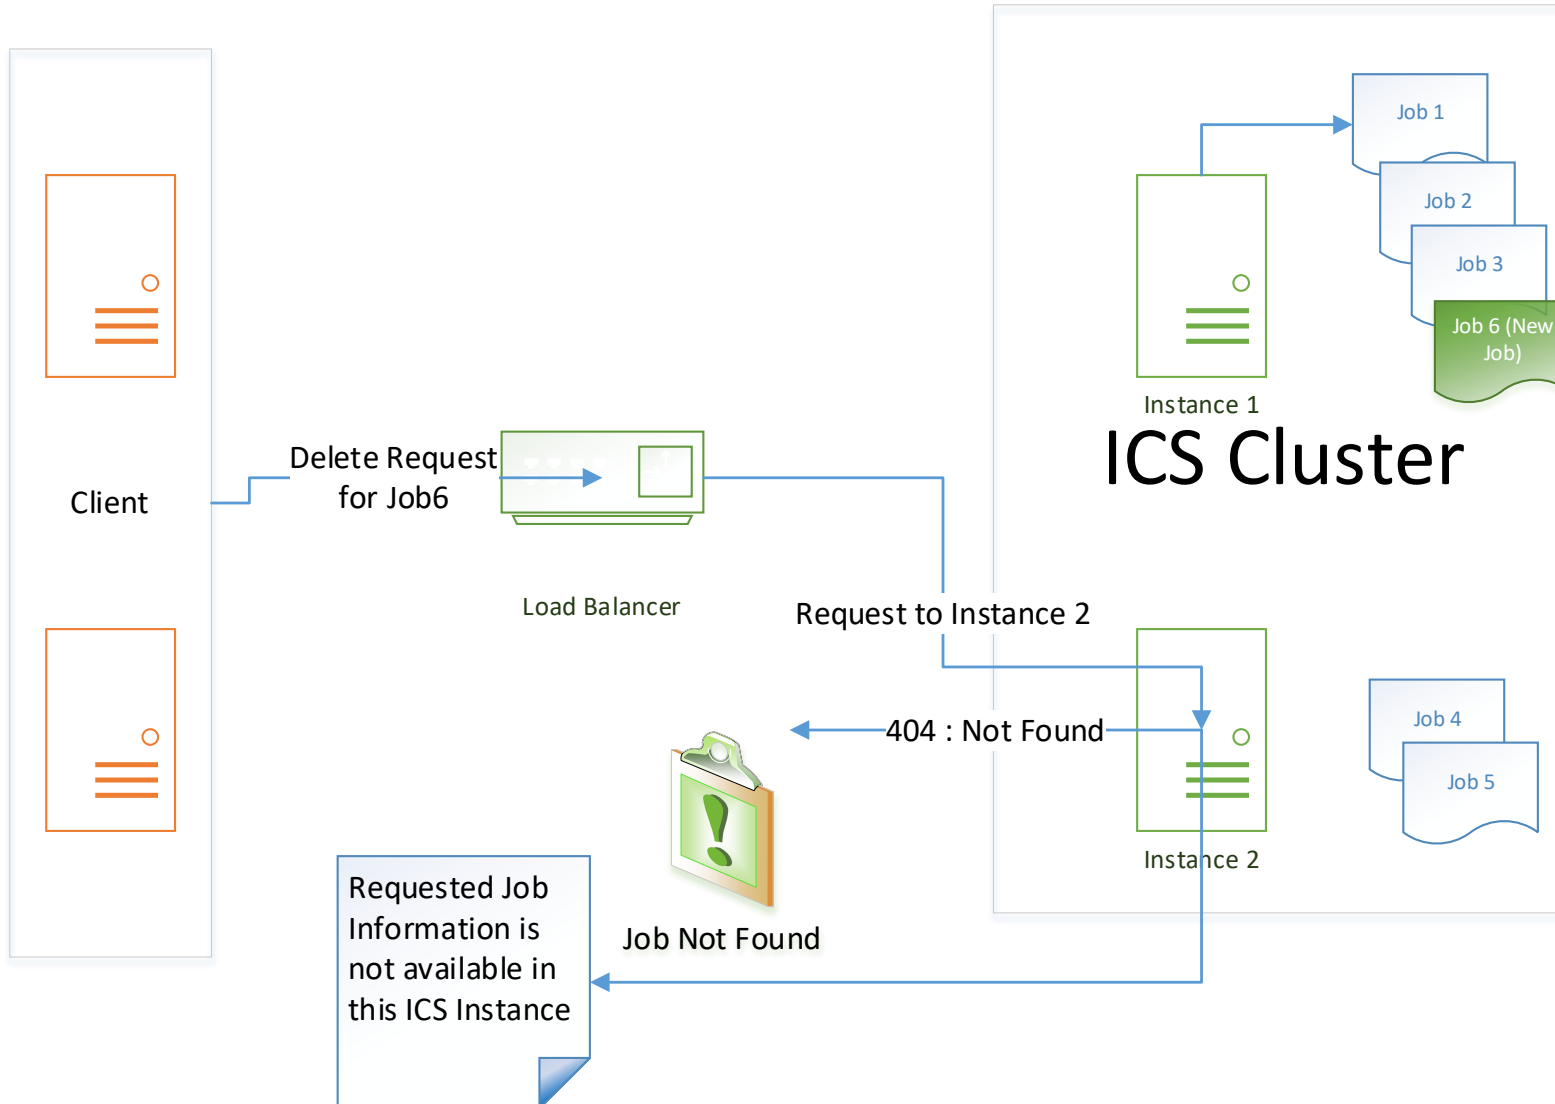 Job 1
Job 2
Job 3
Job 6 (New
Job)
Instance 1
ICS Cluster
Delete Request
for Job6
Client
Load Balancer
Request to Instance 2
404 : Not Found
Job 4
Job 5
Instance 2
Requested Job
Information is
not available in
this ICS Instance
Job Not Found